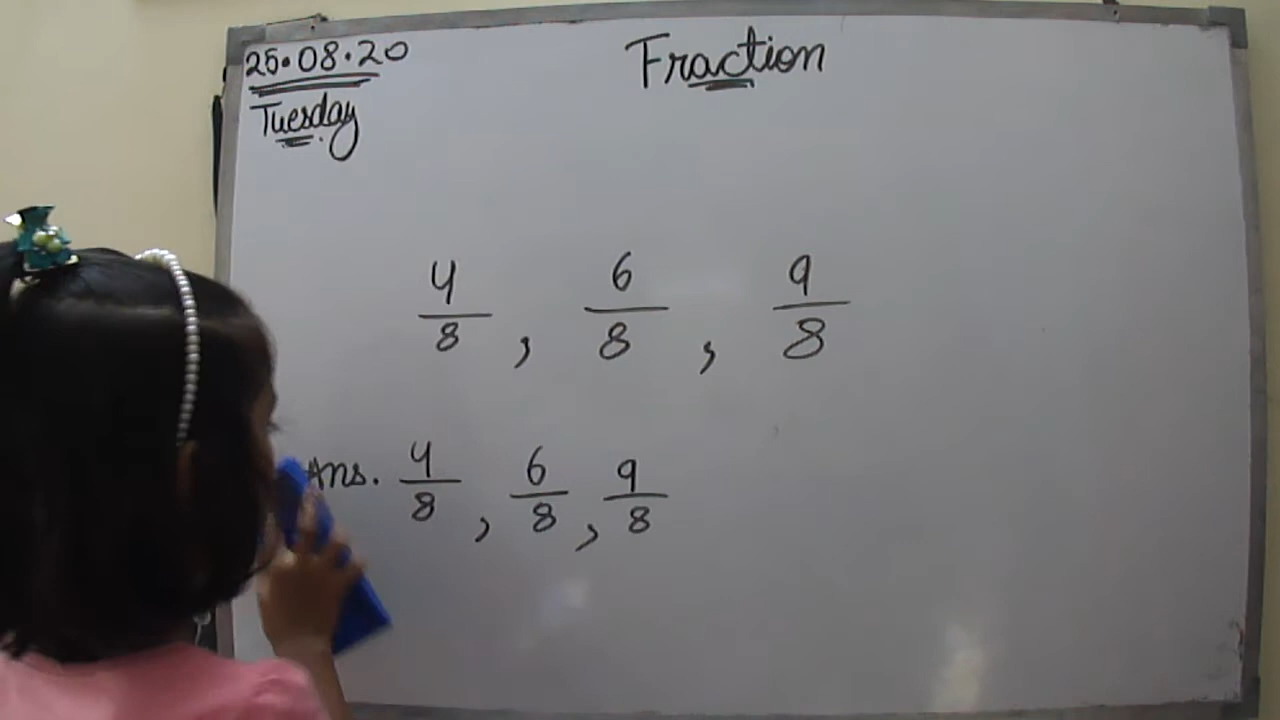 25.08.20
Tuesday
Fraction
4/8, 6/8, 9/8
Ans. 4/8, 6/8, 9/8